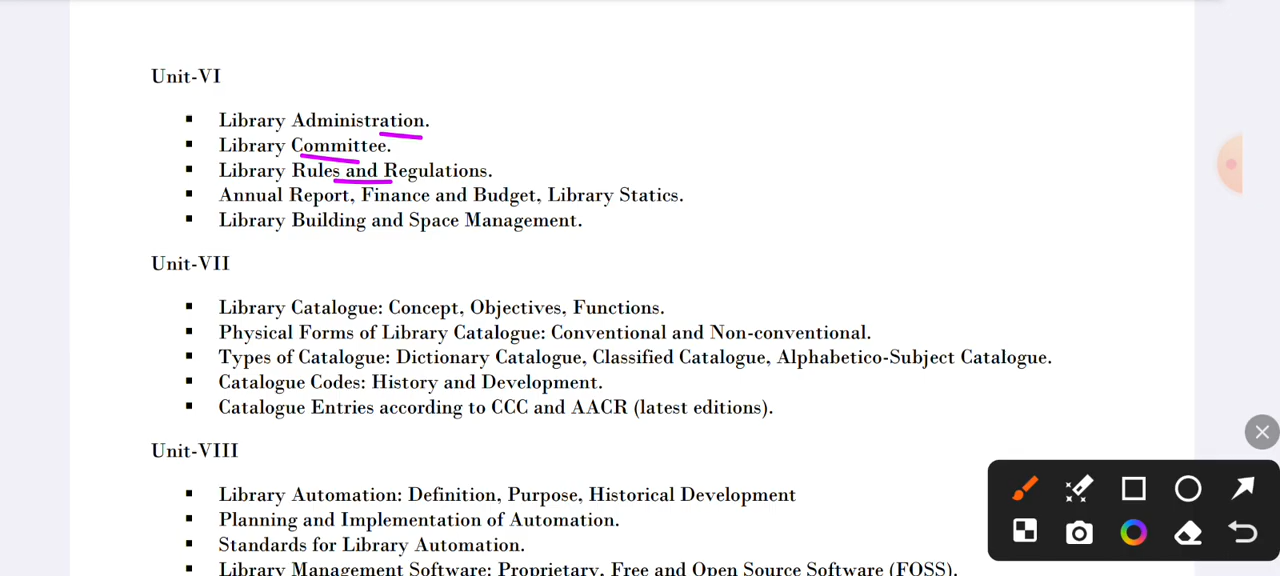 Unit-VI
▪ Library Administration.
▪ Library Committee.
▪ Library Rules and Regulations.
▪ Annual Report, Finance and Budget, Library Statics.
▪ Library Building and Space Management.
Unit-VII
▪ Library Catalogue: Concept, Objectives, Functions.
▪ Physical Forms of Library Catalogue: Conventional and Non-conventional.
▪ Types of Catalogue: Dictionary Catalogue, Classified Catalogue, Alphabetico-Subject Catalogue.
▪ Catalogue Codes: History and Development.
▪ Catalogue Entries according to CCC and AACR (latest editions).
Unit-VIII
▪ Library Automation: Definition, Purpose, Historical Development
▪ Planning and Implementation of Automation.
▪ Standards for Library Automation.
▪ Library Management Software: Proprietary, Free and Open Source Software (FOSS).